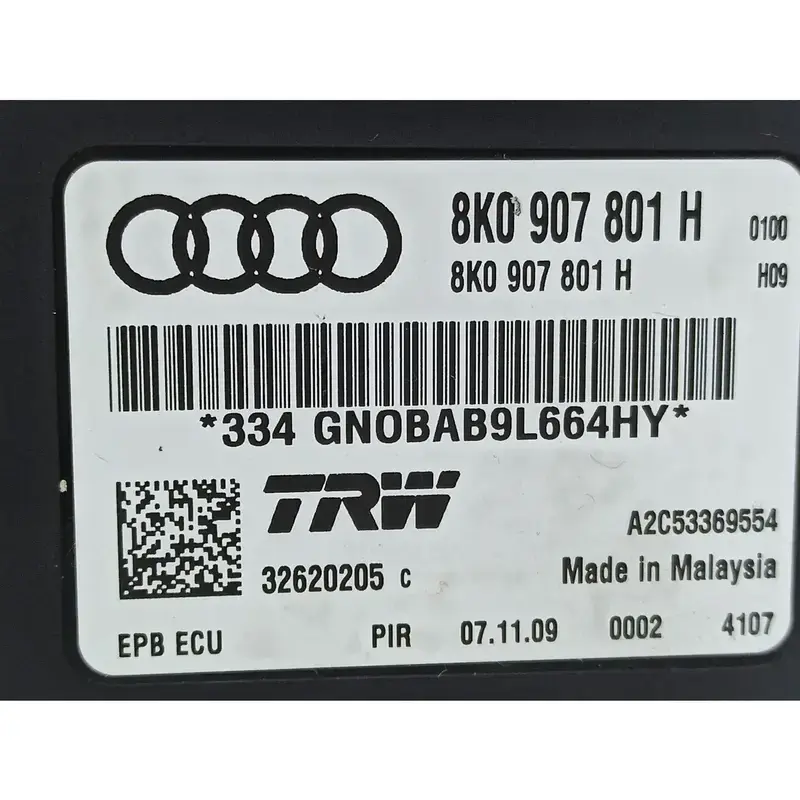 8K0 907 801 H 0100
8K0 907 801 H H09
*334 GNOBAB9L664HY*
TRW
A2C53369554
32620205 C Made in Malaysia
EPB ECU PIR 07.11.09 0002 4107